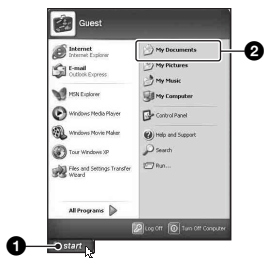 Guest
Internet
Internet Explorer
E-mail
Outlook Express
MSN Explorer
Windows Media Player
Windows Movie Maker
Tour Windows XP
Files and Settings Transfer
Wizard
All Programs
My Documents
My Pictures
My Music
My Computer
Control Panel
Help and Support
Search
Run...
Log Off
Turn Off Computer
start
1
2